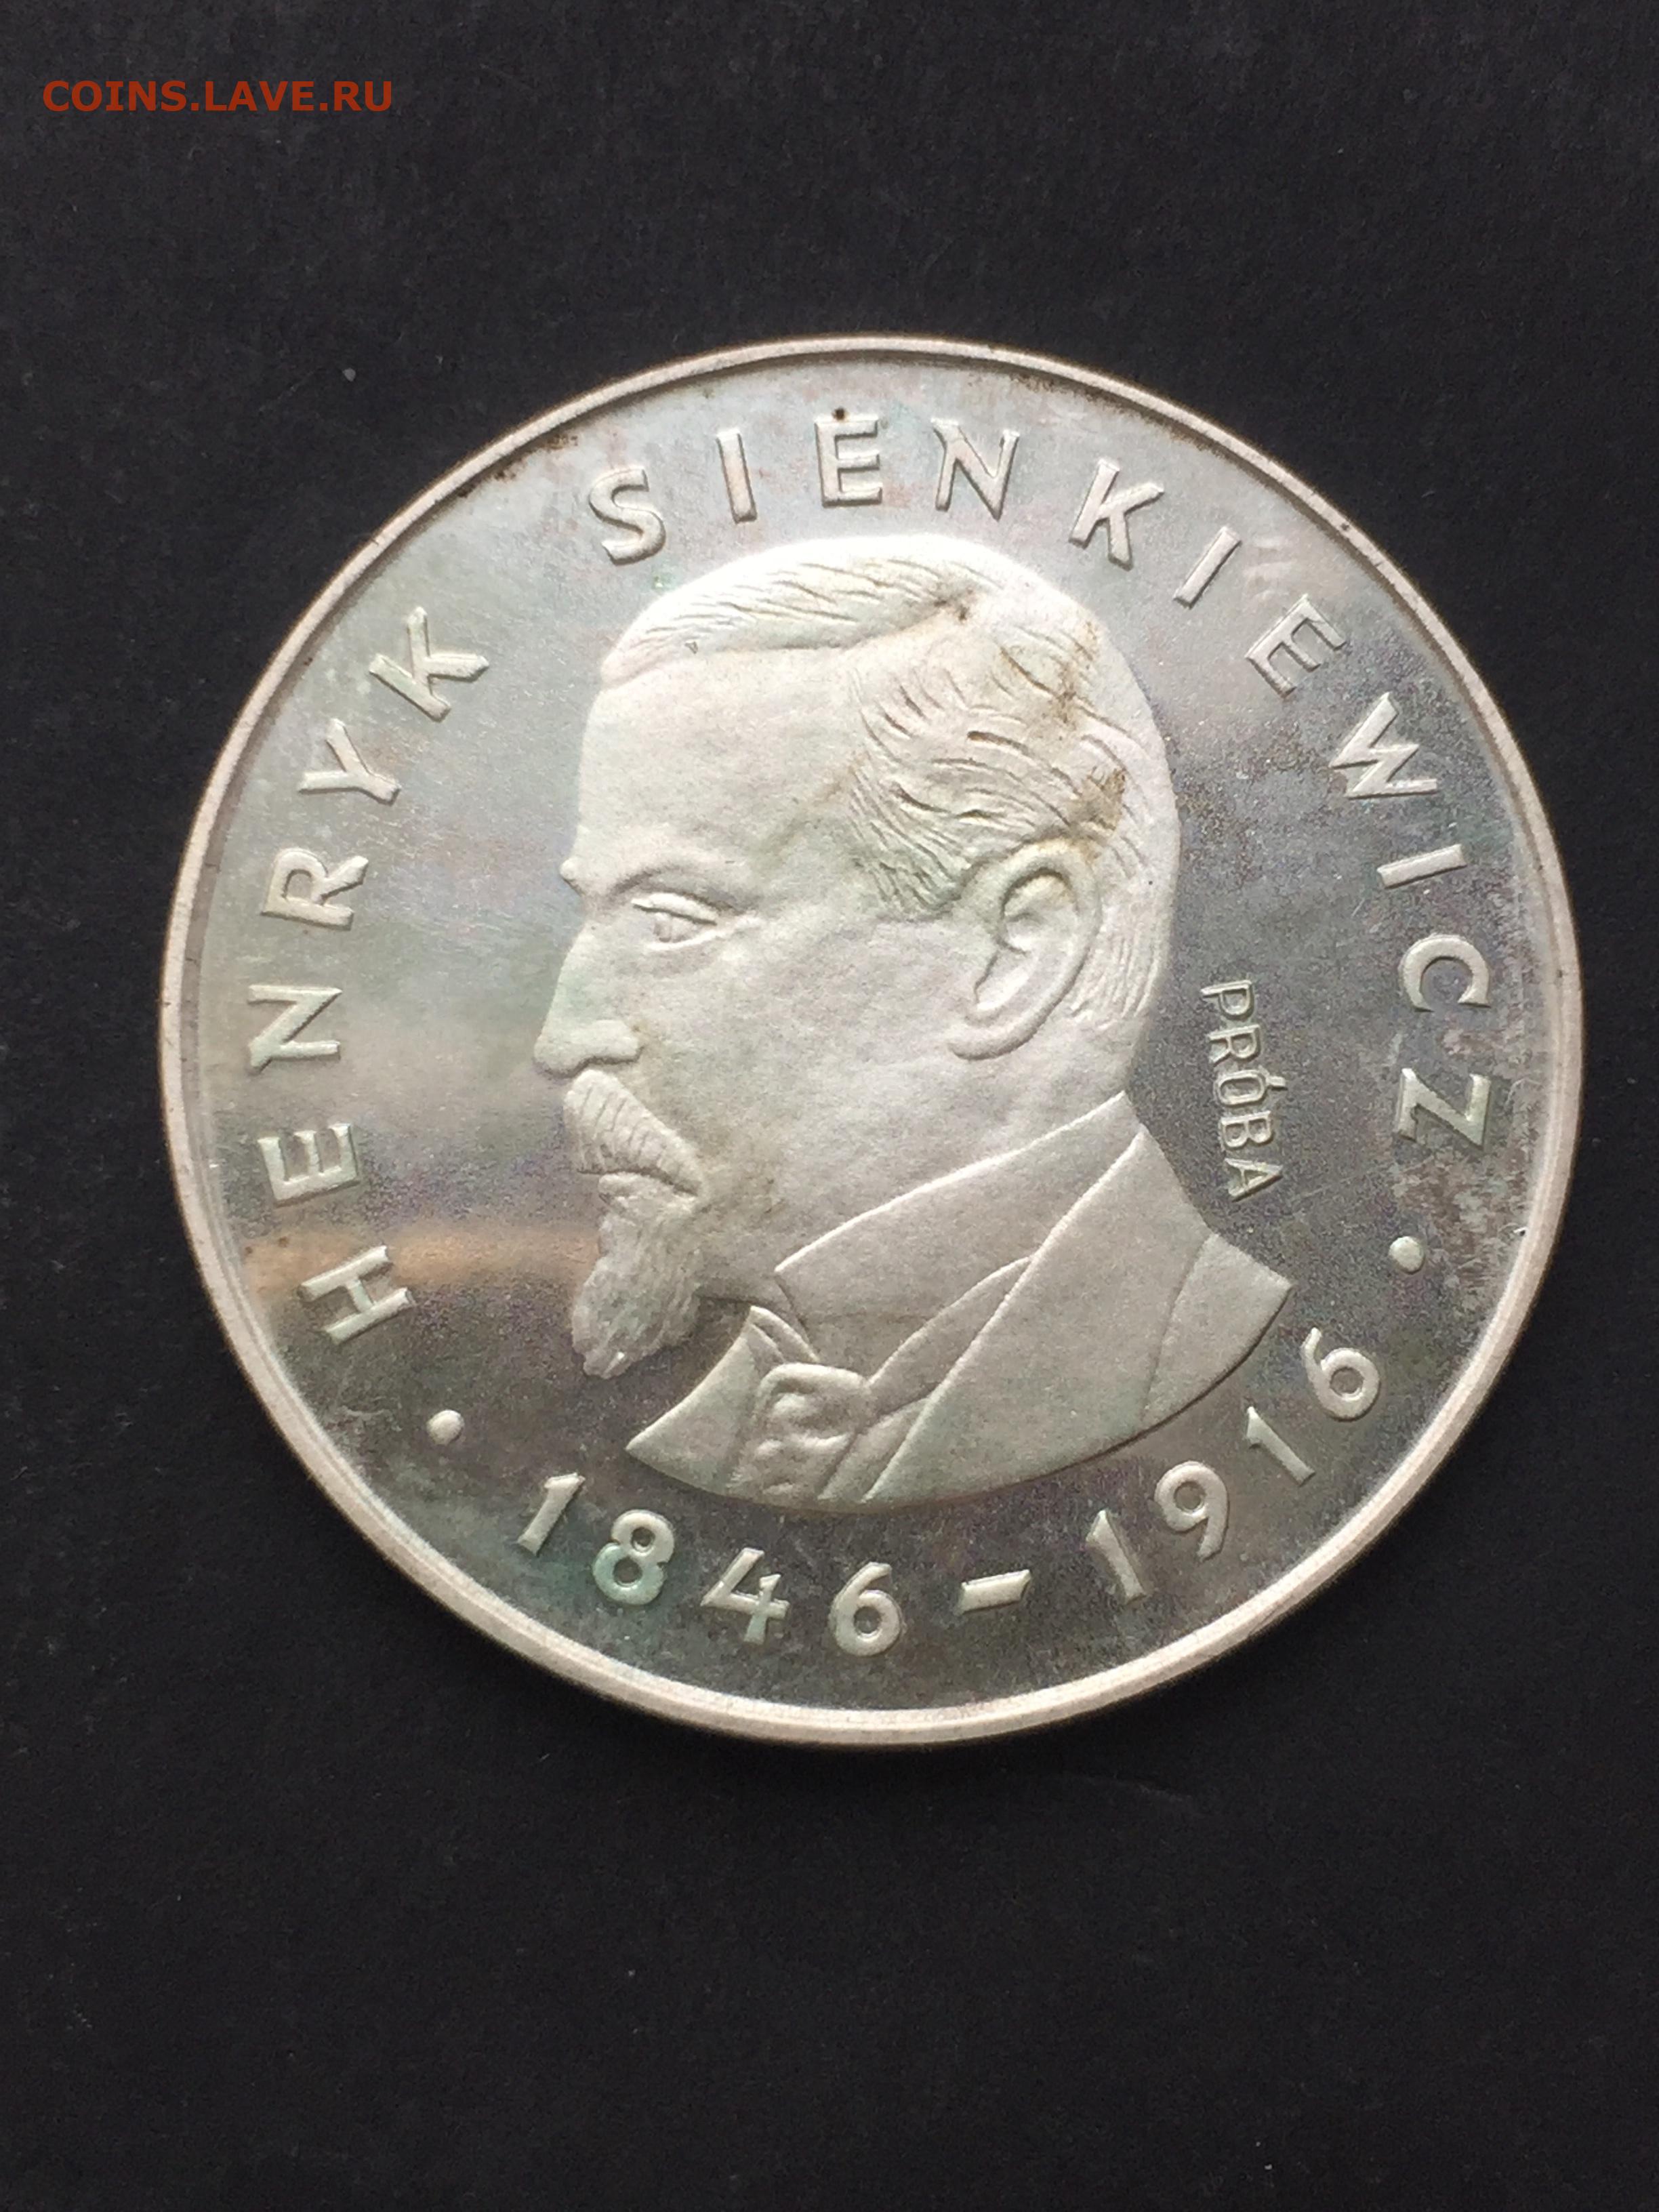 COINS.LAVE.RU
HENRYK SIENKIEWICZ
PRÓBA
· 1846-1916 ·